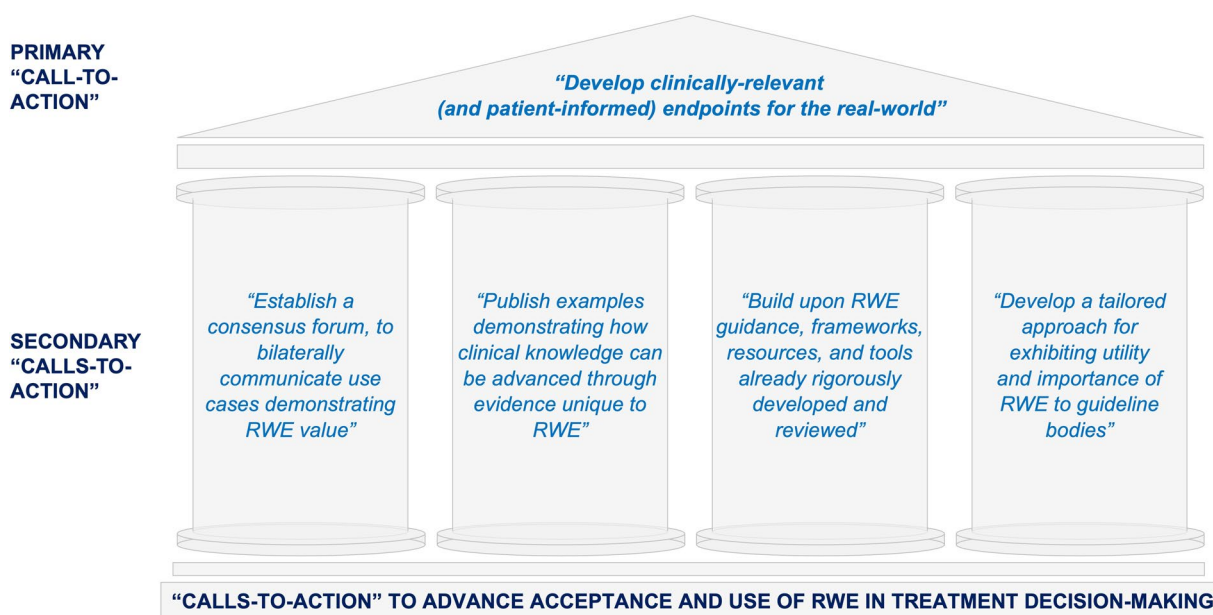 PRIMARY
“CALL-TO-
ACTION”
“Develop clinically-relevant
(and patient-informed) endpoints for the real-world”
SECONDARY
“CALLS-TO-
ACTION”
“Establish a
consensus forum, to
bilaterally
communicate use
cases demonstrating
RWE value”
“Publish examples
demonstrating how
clinical knowledge can
be advanced through
evidence unique to
RWE”
“Build upon RWE
guidance, frameworks,
resources, and tools
already rigorously
developed and
reviewed”
“Develop a tailored
approach for
exhibiting utility
and importance of
RWE to guideline
bodies”
“CALLS-TO-ACTION” TO ADVANCE ACCEPTANCE AND USE OF RWE IN TREATMENT DECISION-MAKING